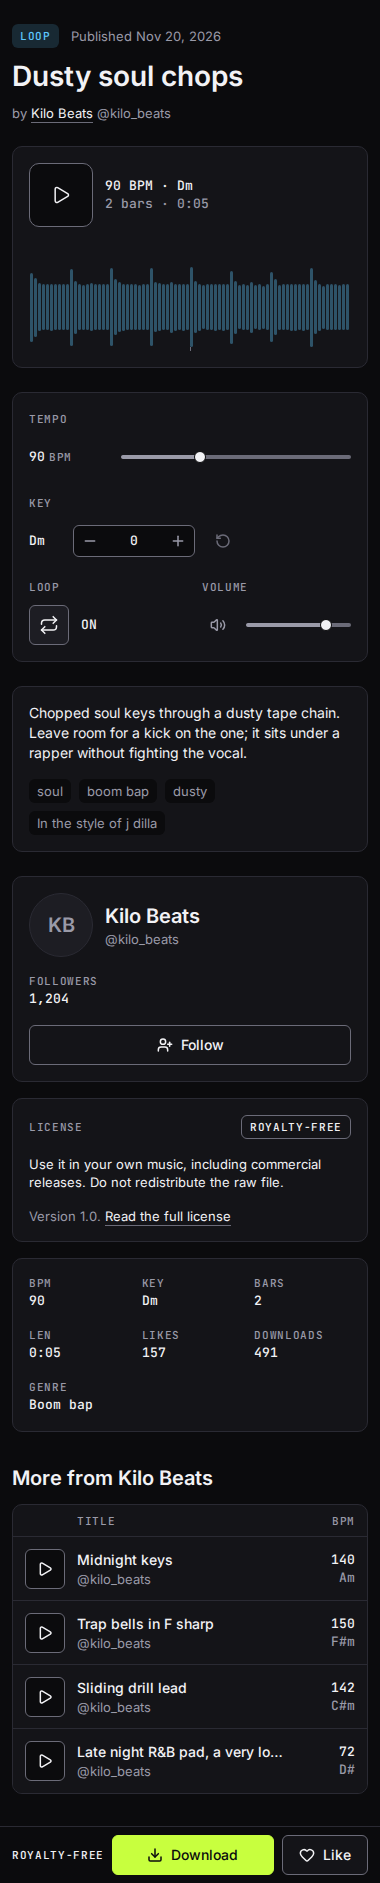 LOOP Published Nov 20, 2026
Dusty soul chops
by Kilo Beats @kilo_beats
90 BPM · Dm
2 bars · 0:05
TEMPO
90 BPM
KEY
Dm 0
LOOP VOLUME
ON
Chopped soul keys through a dusty tape chain.
Leave room for a kick on the one; it sits under a
rapper without fighting the vocal.
soul boom bap dusty
In the style of j dilla
KB
Kilo Beats
@kilo_beats
FOLLOWERS
1,204
Follow
LICENSE ROYALTY-FREE
Use it in your own music, including commercial
releases. Do not redistribute the raw file.
Version 1.0. Read the full license
BPM KEY BARS
90 Dm 2
LEN LIKES DOWNLOADS
0:05 157 491
GENRE
Boom bap
More from Kilo Beats
TITLE BPM
Midnight keys 140
@kilo_beats Am
Trap bells in F sharp 150
@kilo_beats F#m
Sliding drill lead 142
@kilo_beats C#m
Late night R&B pad, a very lo... 72
@kilo_beats D#
ROYALTY-FREE Download Like